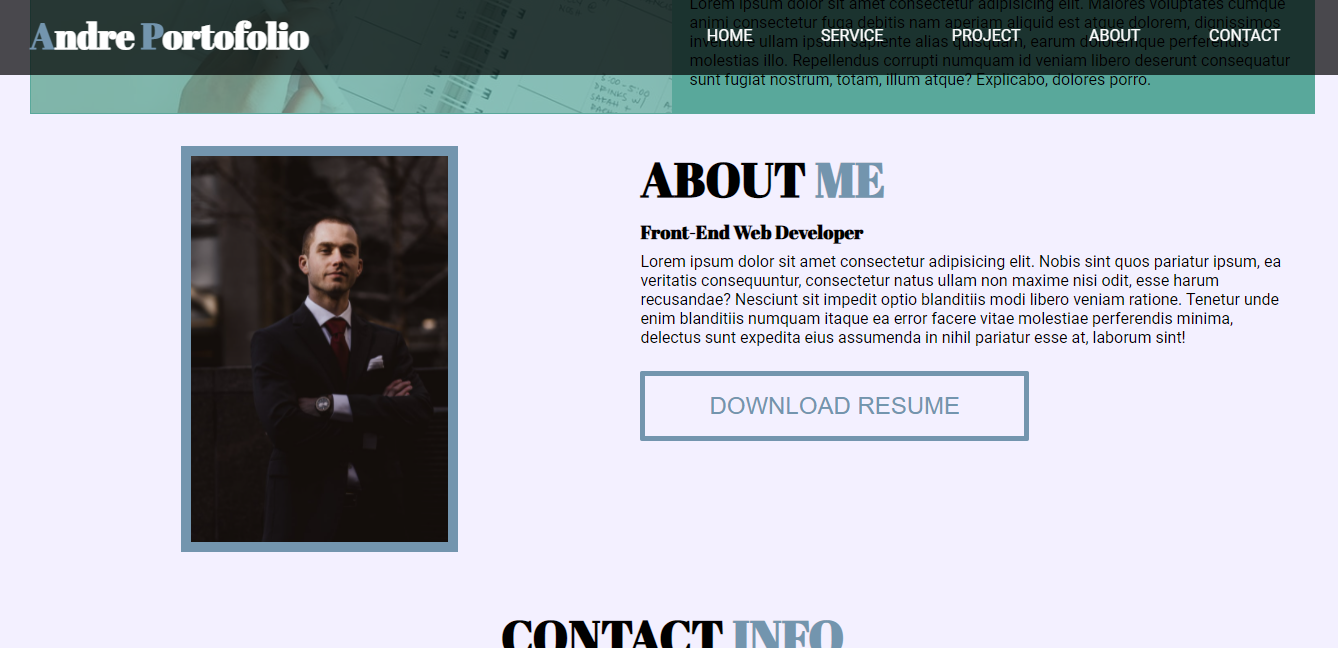 Lorem ipsum dolor sit amet consectetur adipisicing elit. Maiores voluptates cumque
Andre Portofolio
HOME SERVICE PROJECT ABOUT CONTACT
animi consectetur fuga debitis nam aperiam aliquid est atque dolorem, dignissimos
inventore ullam ipsum sapiente alias quisquam, earum doloremque perferendis
molestias illo. Repellendus corrupti numquam id veniam libero deserunt consequatur
sunt fugiat nostrum, totam, illum atque? Explicabo, dolores porro.
ABOUT ME
Front-End Web Developer
Lorem ipsum dolor sit amet consectetur adipisicing elit. Nobis sint quos pariatur ipsum, ea
veritatis consequuntur, consectetur natus ullam non maxime nisi odit, esse harum
recusandae? Nesciunt sit impedit optio blanditiis modi libero veniam ratione. Tenetur unde
enim blanditiis numquam itaque ea error facere vitae molestiae perferendis minima,
delectus sunt expedita eius assumenda in nihil pariatur esse at, laborum sint!
DOWNLOAD RESUME
CONTACT INFO